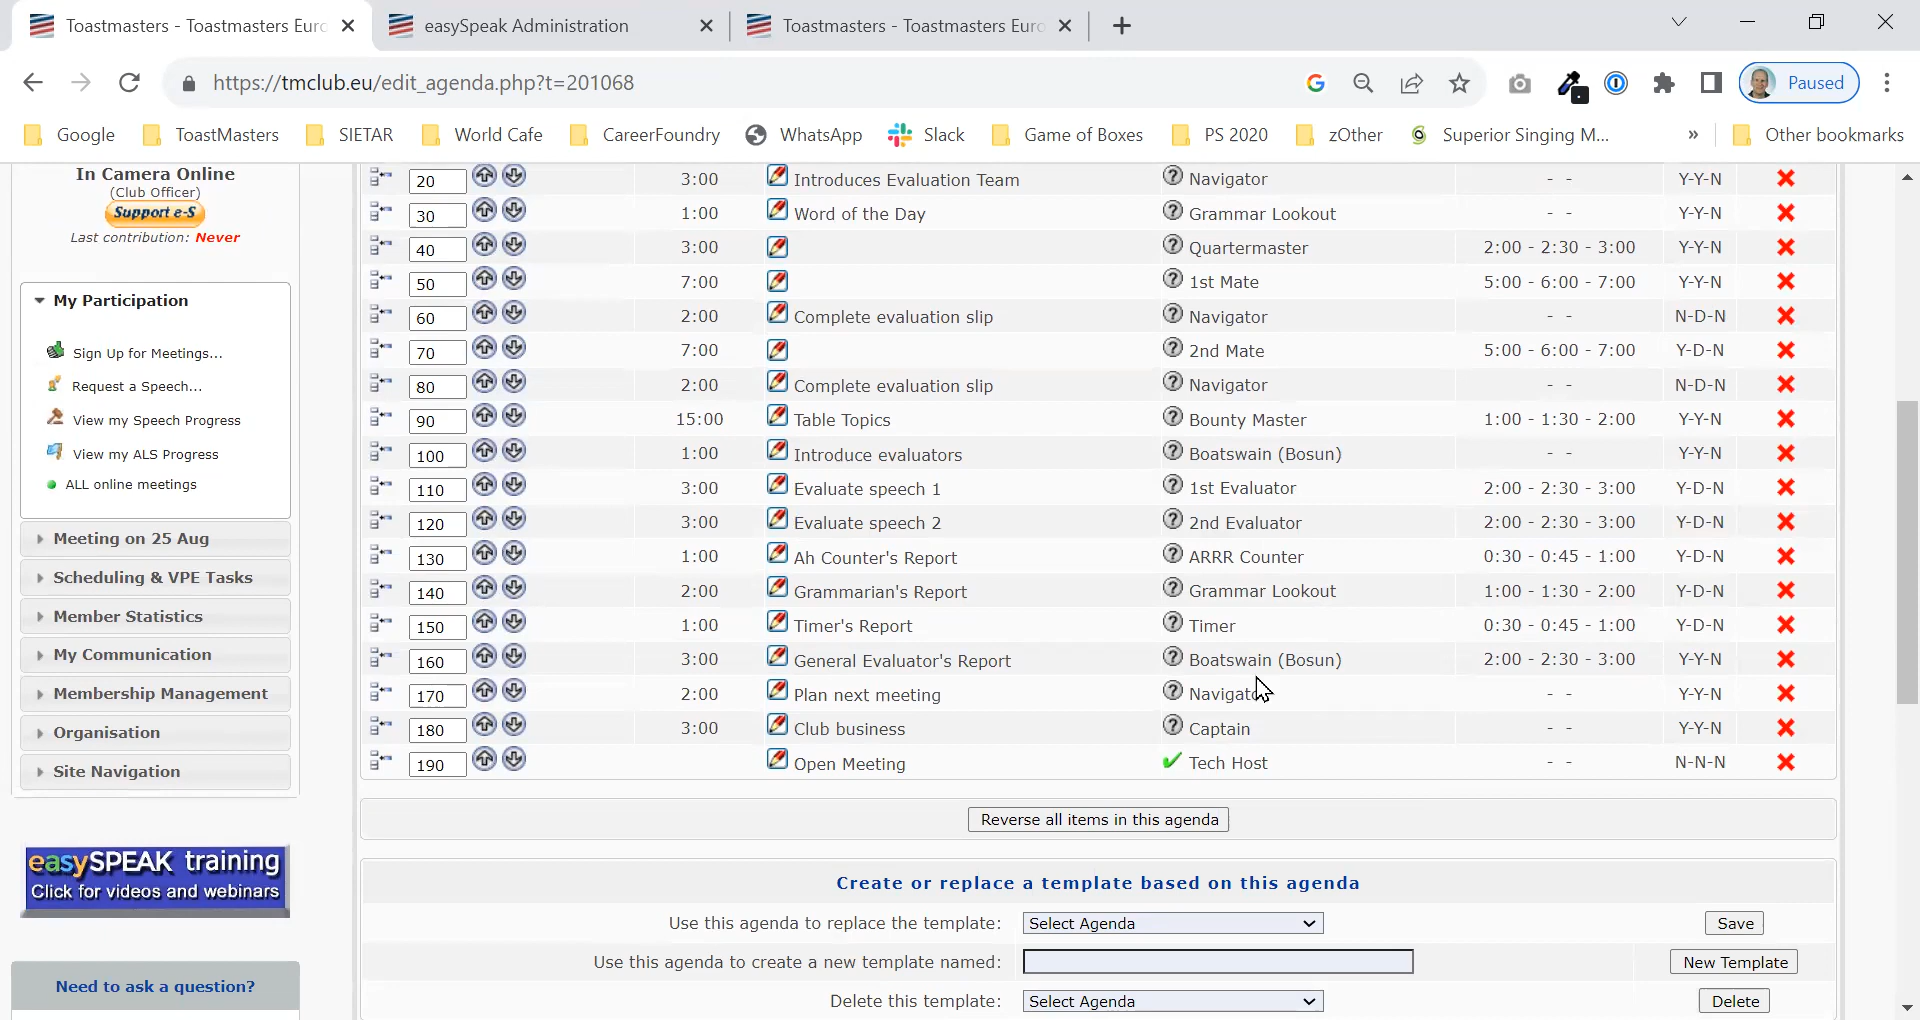 Toastmasters - Toastmasters Euro
easySpeak Administration
Toastmasters - Toastmasters Euro
https://tmclub.eu/edit_agenda.php?t=201068
Paused
Google
ToastMasters
SIETAR
World Cafe
CareerFoundry
WhatsApp
Slack
Game of Boxes
PS 2020
zOther
Superior Singing M...
»
Other bookmarks
In Camera Online
(Club Officer)
Support e-S
Last contribution: Never
My Participation
Sign Up for Meetings...
Request a Speech...
View my Speech Progress
View my ALS Progress
ALL online meetings
Meeting on 25 Aug
Scheduling & VPE Tasks
Member Statistics
My Communication
Membership Management
Organisation
Site Navigation
easySPEAK training
Click for videos and webinars
Need to ask a question?
20 3:00 Introduces Evaluation Team Navigator - - Y-Y-N
30 1:00 Word of the Day Grammar Lookout - - Y-Y-N
40 3:00 Quartermaster 2:00 - 2:30 - 3:00 Y-Y-N
50 7:00 1st Mate 5:00 - 6:00 - 7:00 Y-Y-N
60 2:00 Complete evaluation slip Navigator - - N-D-N
70 7:00 2nd Mate 5:00 - 6:00 - 7:00 Y-D-N
80 2:00 Complete evaluation slip Navigator - - N-D-N
90 15:00 Table Topics Bounty Master 1:00 - 1:30 - 2:00 Y-Y-N
100 1:00 Introduce evaluators Boatswain (Bosun) - - Y-Y-N
110 3:00 Evaluate speech 1 1st Evaluator 2:00 - 2:30 - 3:00 Y-D-N
120 3:00 Evaluate speech 2 2nd Evaluator 2:00 - 2:30 - 3:00 Y-D-N
130 1:00 Ah Counter's Report ARRR Counter 0:30 - 0:45 - 1:00 Y-D-N
140 2:00 Grammarian's Report Grammar Lookout 1:00 - 1:30 - 2:00 Y-D-N
150 1:00 Timer's Report Timer 0:30 - 0:45 - 1:00 Y-D-N
160 3:00 General Evaluator's Report Boatswain (Bosun) 2:00 - 2:30 - 3:00 Y-Y-N
170 2:00 Plan next meeting Navigator - - Y-Y-N
180 3:00 Club business Captain - - Y-Y-N
190 Open Meeting Tech Host - - N-N-N
Reverse all items in this agenda
Create or replace a template based on this agenda
Use this agenda to replace the template: Select Agenda Save
Use this agenda to create a new template named: New Template
Delete this template: Select Agenda Delete